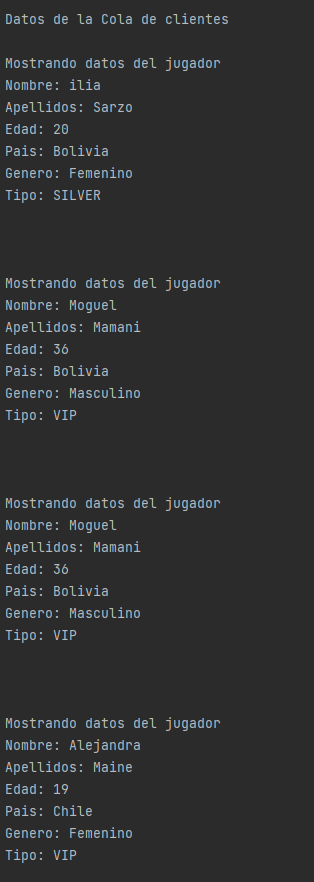 Datos de la Cola de clientes
Mostrando datos del jugador
Nombre: ilia
Apellidos: Sarzo
Edad: 20
Pais: Bolivia
Genero: Femenino
Tipo: SILVER
Mostrando datos del jugador
Nombre: Moguel
Apellidos: Mamani
Edad: 36
Pais: Bolivia
Genero: Masculino
Tipo: VIP
Mostrando datos del jugador
Nombre: Moguel
Apellidos: Mamani
Edad: 36
Pais: Bolivia
Genero: Masculino
Tipo: VIP
Mostrando datos del jugador
Nombre: Alejandra
Apellidos: Maine
Edad: 19
Pais: Chile
Genero: Femenino
Tipo: VIP